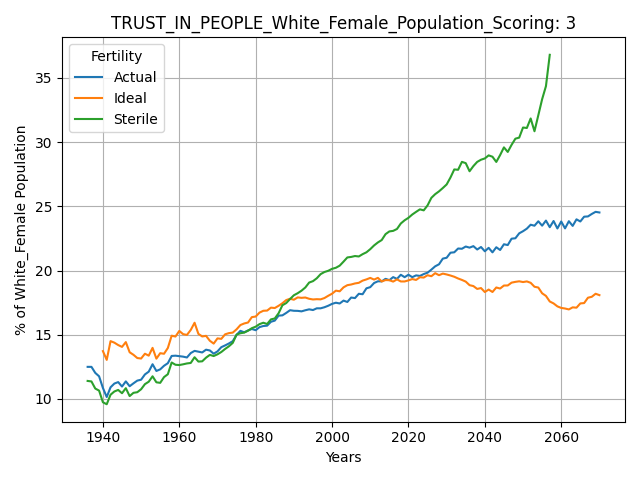 TRUST_IN_PEOPLE_White_Female_Population_Scoring: 3
Fertility
Actual
Ideal
Sterile
% of White_Female Population
35
30
25
20
15
10
1940 1960 1980 2000 2020 2040 2060
Years